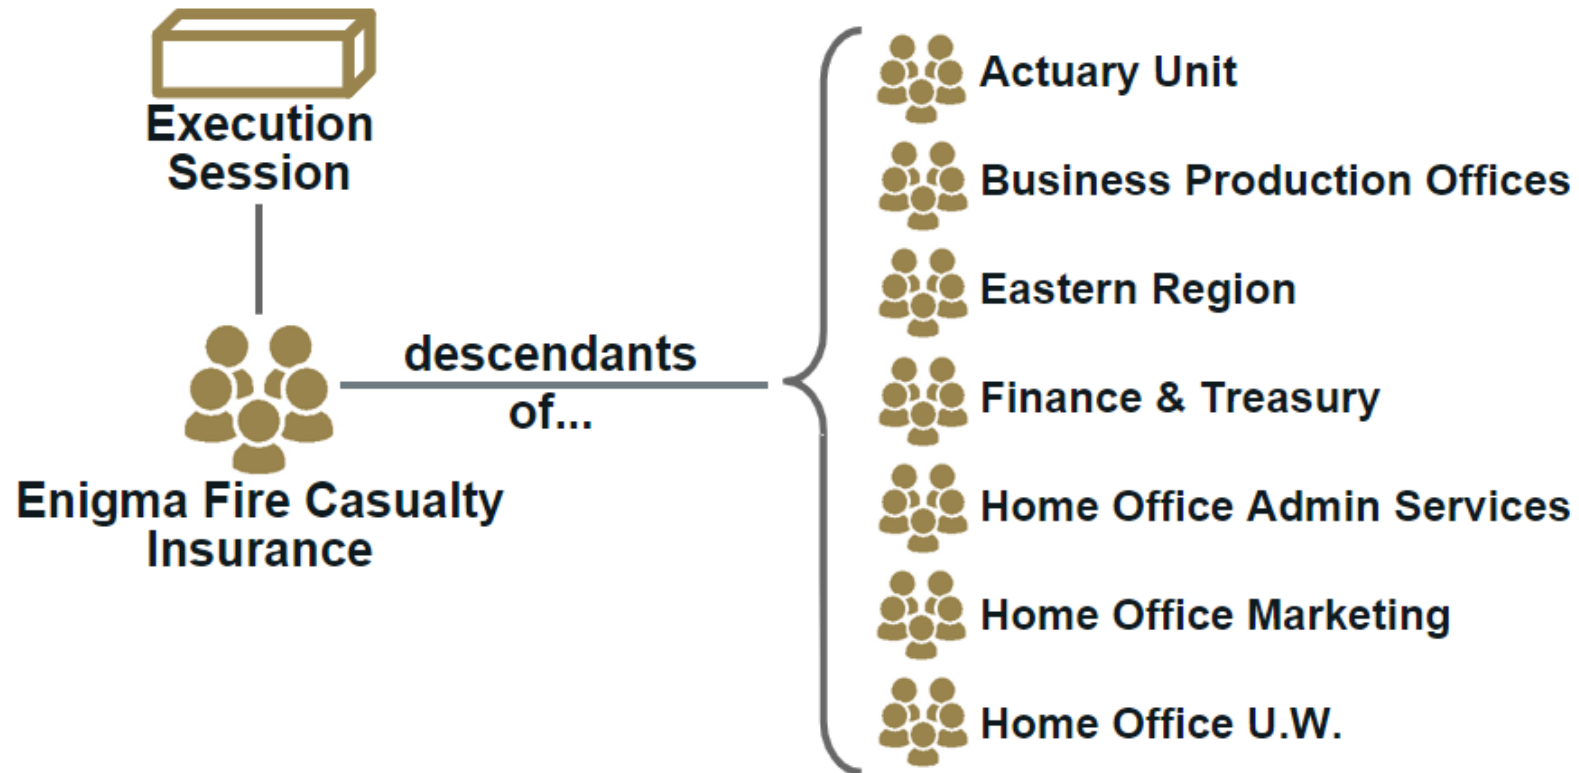 Execution
Session
descendants
of...
Enigma Fire Casualty
Insurance
Actuary Unit
Business Production Offices
Eastern Region
Finance & Treasury
Home Office Admin Services
Home Office Marketing
Home Office U.W.